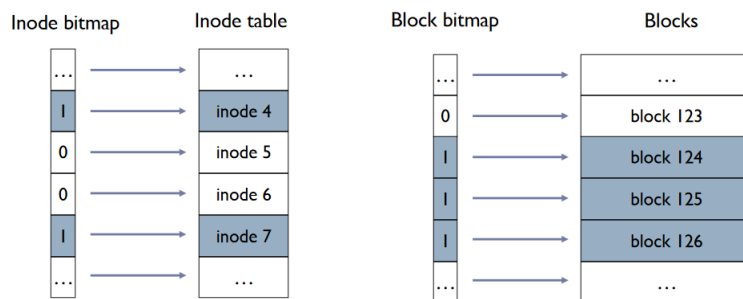 Inode bitmap Inode table Block bitmap Blocks
... ... ... ...
1 inode 4 0 block 123
0 inode 5 1 block 124
0 inode 6 1 block 125
1 inode 7 1 block 126
... ... ... ...